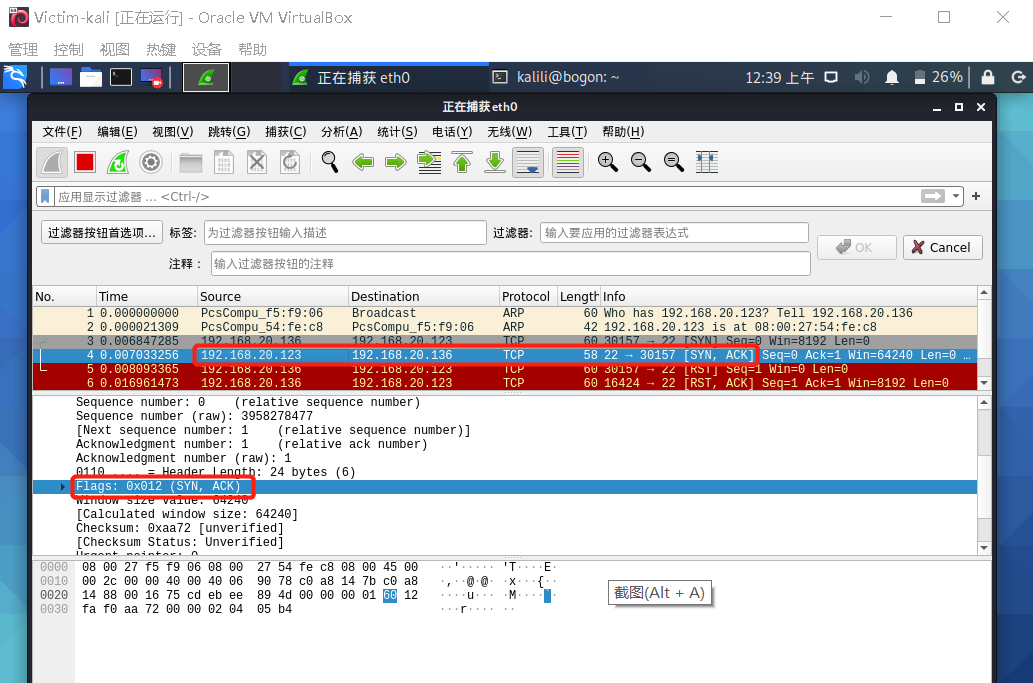 Victim-kali [正在运行] - Oracle VM VirtualBox
管理 控制 视图 热键 设备 帮助
正在捕获 eth0 kalili@bogon: ~ 12:39 上午 26%
正在捕获 eth0
文件(F) 编辑(E) 视图(V) 跳转(G) 捕获(C) 分析(A) 统计(S) 电话(Y) 无线(W) 工具(T) 帮助(H)
应用显示过滤器 … <Ctrl-/> +
过滤器按钮首选项… 标签: 为过滤器按钮输入描述 过滤器: 输入要应用的过滤器表达式
OK Cancel
注释: 输入过滤器按钮的注释
No. Time Source Destination Protocol Length Info
1 0.000000000 PcsCompu_f5:f9:06 Broadcast ARP 60 Who has 192.168.20.123? Tell 192.168.20.136
2 0.000021309 PcsCompu_54:fe:c8 PcsCompu_f5:f9:06 ARP 42 192.168.20.123 is at 08:00:27:54:fe:c8
3 0.006847285 192.168.20.136 192.168.20.123 TCP 60 30157 → 22 [SYN] Seq=0 Win=8192 Len=0
4 0.007033256 192.168.20.123 192.168.20.136 TCP 58 22 → 30157 [SYN, ACK] Seq=0 Ack=1 Win=64240 Len=0 …
5 0.008093365 192.168.20.136 192.168.20.123 TCP 60 30157 → 22 [RST] Seq=1 Win=0 Len=0
6 0.016961473 192.168.20.136 192.168.20.123 TCP 60 16424 → 22 [RST, ACK] Seq=1 Ack=1 Win=8192 Len=0
Sequence number: 0 (relative sequence number)
Sequence number (raw): 3958278477
[Next sequence number: 1 (relative sequence number)]
Acknowledgment number: 1 (relative ack number)
Acknowledgment number (raw): 1
0110 .... = Header Length: 24 bytes (6)
Flags: 0x012 (SYN, ACK)
Window size value: 64240
[Calculated window size: 64240]
Checksum: 0xaa72 [unverified]
[Checksum Status: Unverified]
Urgent pointer: 0
0000 08 00 27 f5 f9 06 08 00 27 54 fe c8 08 00 45 00 ··'····· 'T····E·
0010 00 2c 00 00 40 00 40 06 90 78 c0 a8 14 7b c0 a8 ·,··@·@· ·x···{··
0020 14 88 00 16 75 cd eb ee 89 4d 00 00 00 01 60 12 ····u··· ·M····`·
0030 fa f0 aa 72 00 00 02 04 05 b4 ···r···· ··
截图(Alt + A)